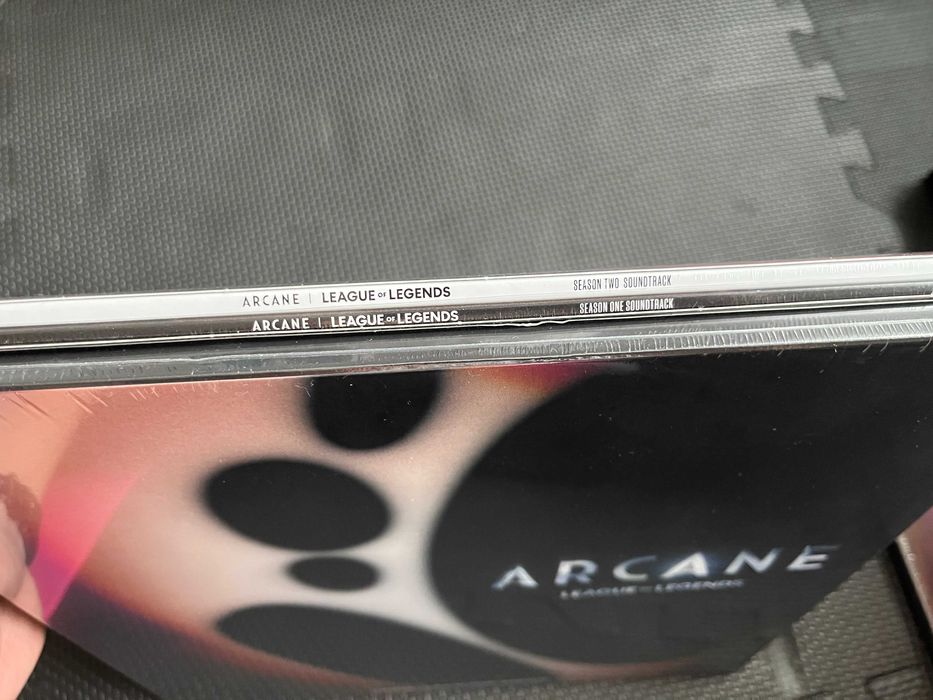 ARCANE | LEAGUE OF LEGENDS SEASON TWO SOUNDTRACK
ARCANE | LEAGUE OF LEGENDS SEASON ONE SOUNDTRACK
ARCANE
LEAGUE OF LEGENDS